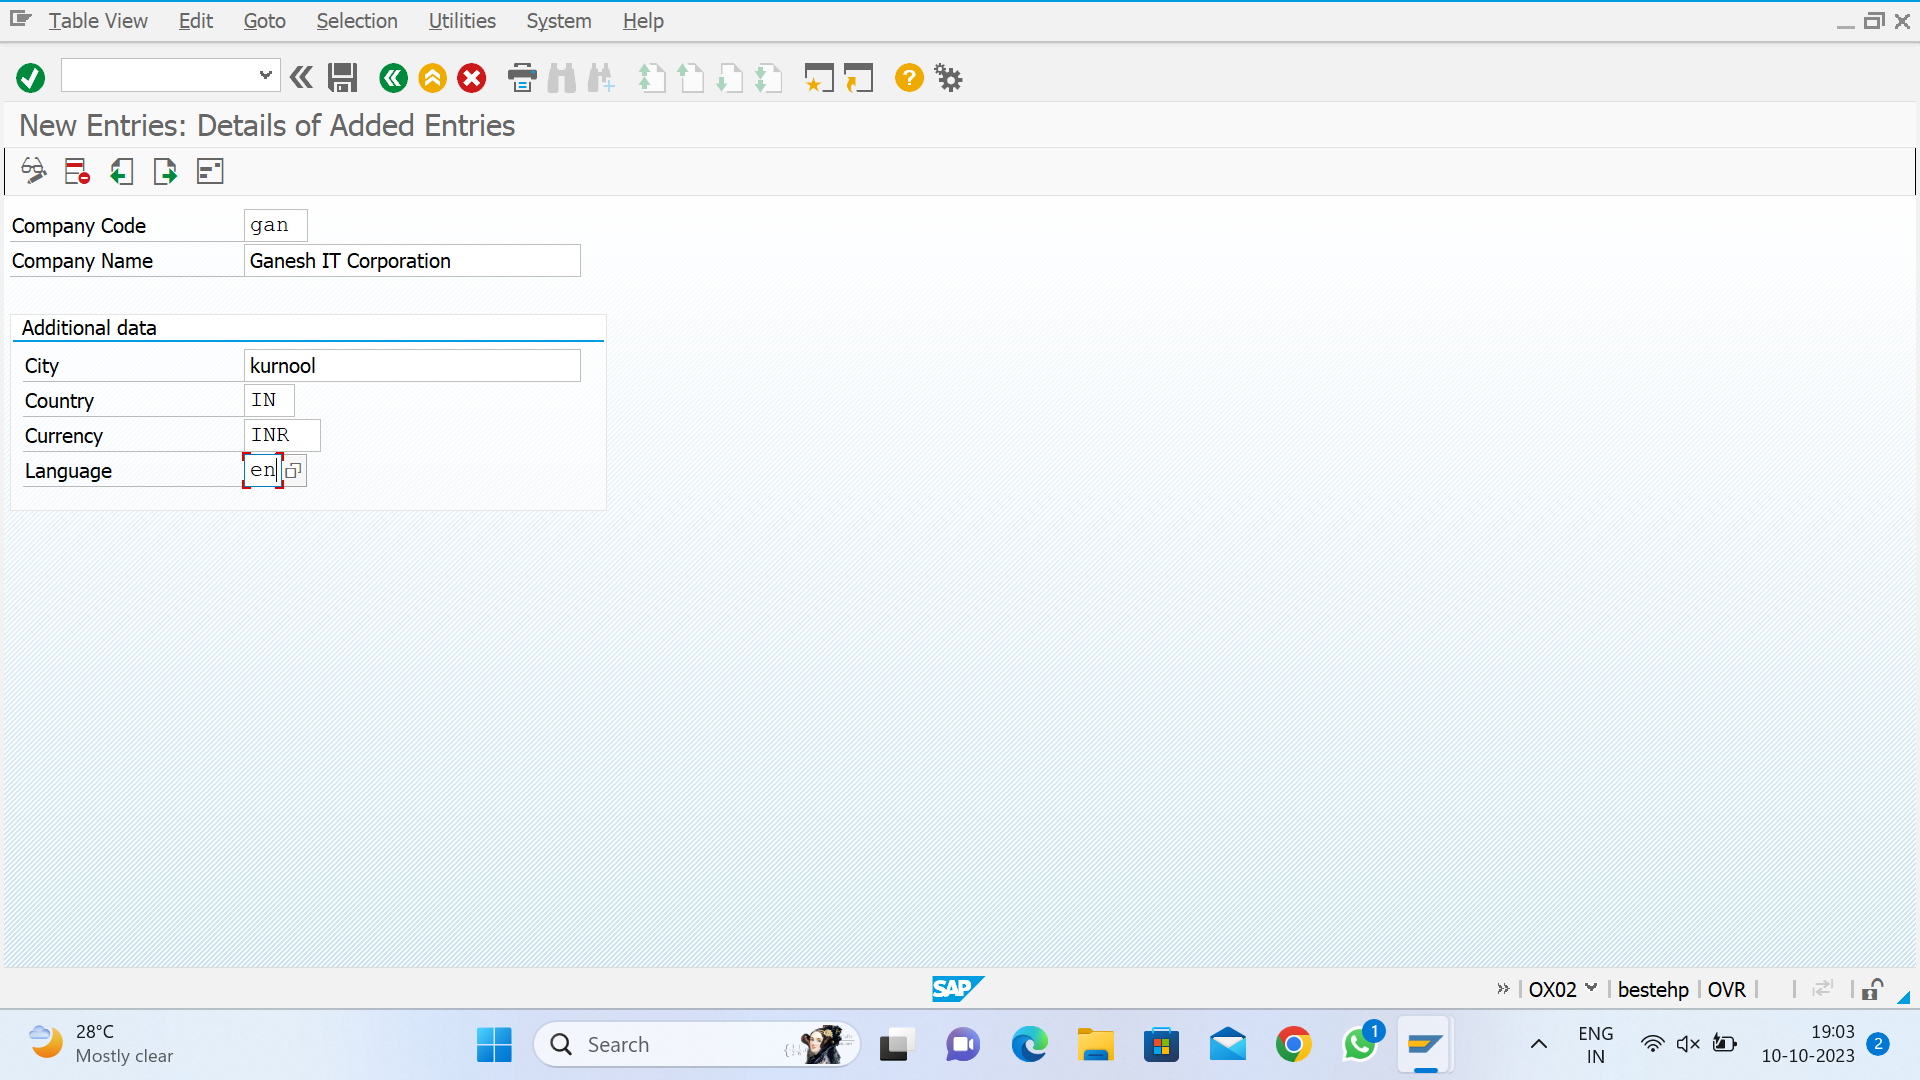 Table View Edit Goto Selection Utilities System Help
New Entries: Details of Added Entries
Company Code gan
Company Name Ganesh IT Corporation
Additional data
City kurnool
Country IN
Currency INR
Language en
SAP
OX02 bestehp OVR
28°C
Mostly clear
Search
1
ENG
IN
19:03
10-10-2023
2